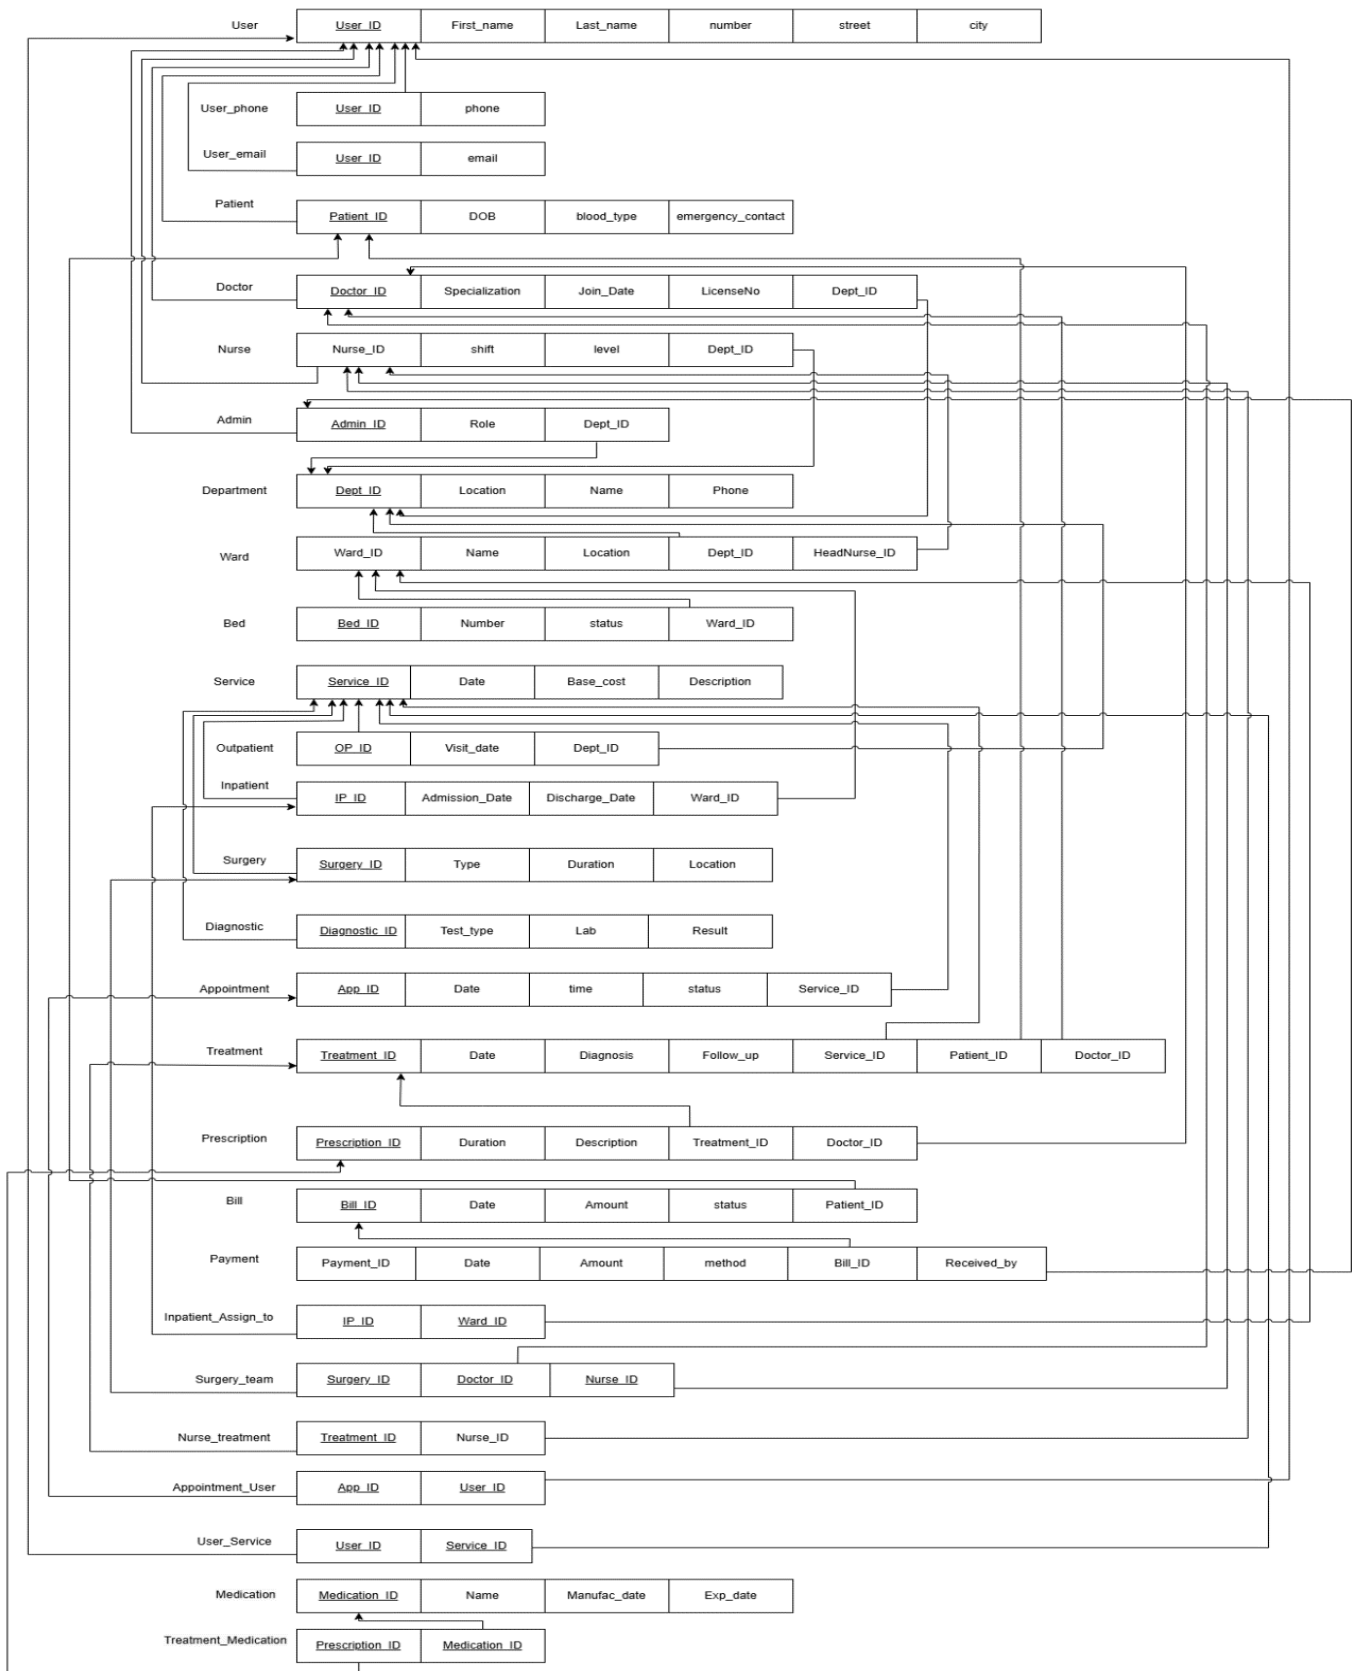 User User_ID First_name Last_name number street city
User_phone User_ID phone
User_email User_ID email
Patient Patient_ID DOB blood_type emergency_contact
Doctor Doctor_ID Specialization Join_Date LicenseNo Dept_ID
Nurse Nurse_ID shift level Dept_ID
Admin Admin_ID Role Dept_ID
Department Dept_ID Location Name Phone
Ward Ward_ID Name Location Dept_ID HeadNurse_ID
Bed Bed_ID Number status Ward_ID
Service Service_ID Date Base_cost Description
Outpatient OP_ID Visit_date Dept_ID
Inpatient IP_ID Admission_Date Discharge_Date Ward_ID
Surgery Surgery_ID Type Duration Location
Diagnostic Diagnostic_ID Test_type Lab Result
Appointment App_ID Date time status Service_ID
Treatment Treatment_ID Date Diagnosis Follow_up Service_ID Patient_ID Doctor_ID
Prescription Prescription_ID Duration Description Treatment_ID Doctor_ID
Bill Bill_ID Date Amount status Patient_ID
Payment Payment_ID Date Amount method Bill_ID Received_by
Inpatient_Assign_to IP_ID Ward_ID
Surgery_team Surgery_ID Doctor_ID Nurse_ID
Nurse_treatment Treatment_ID Nurse_ID
Appointment_User App_ID User_ID
User_Service User_ID Service_ID
Medication Medication_ID Name Manufac_date Exp_date
Treatment_Medication Prescription_ID Medication_ID